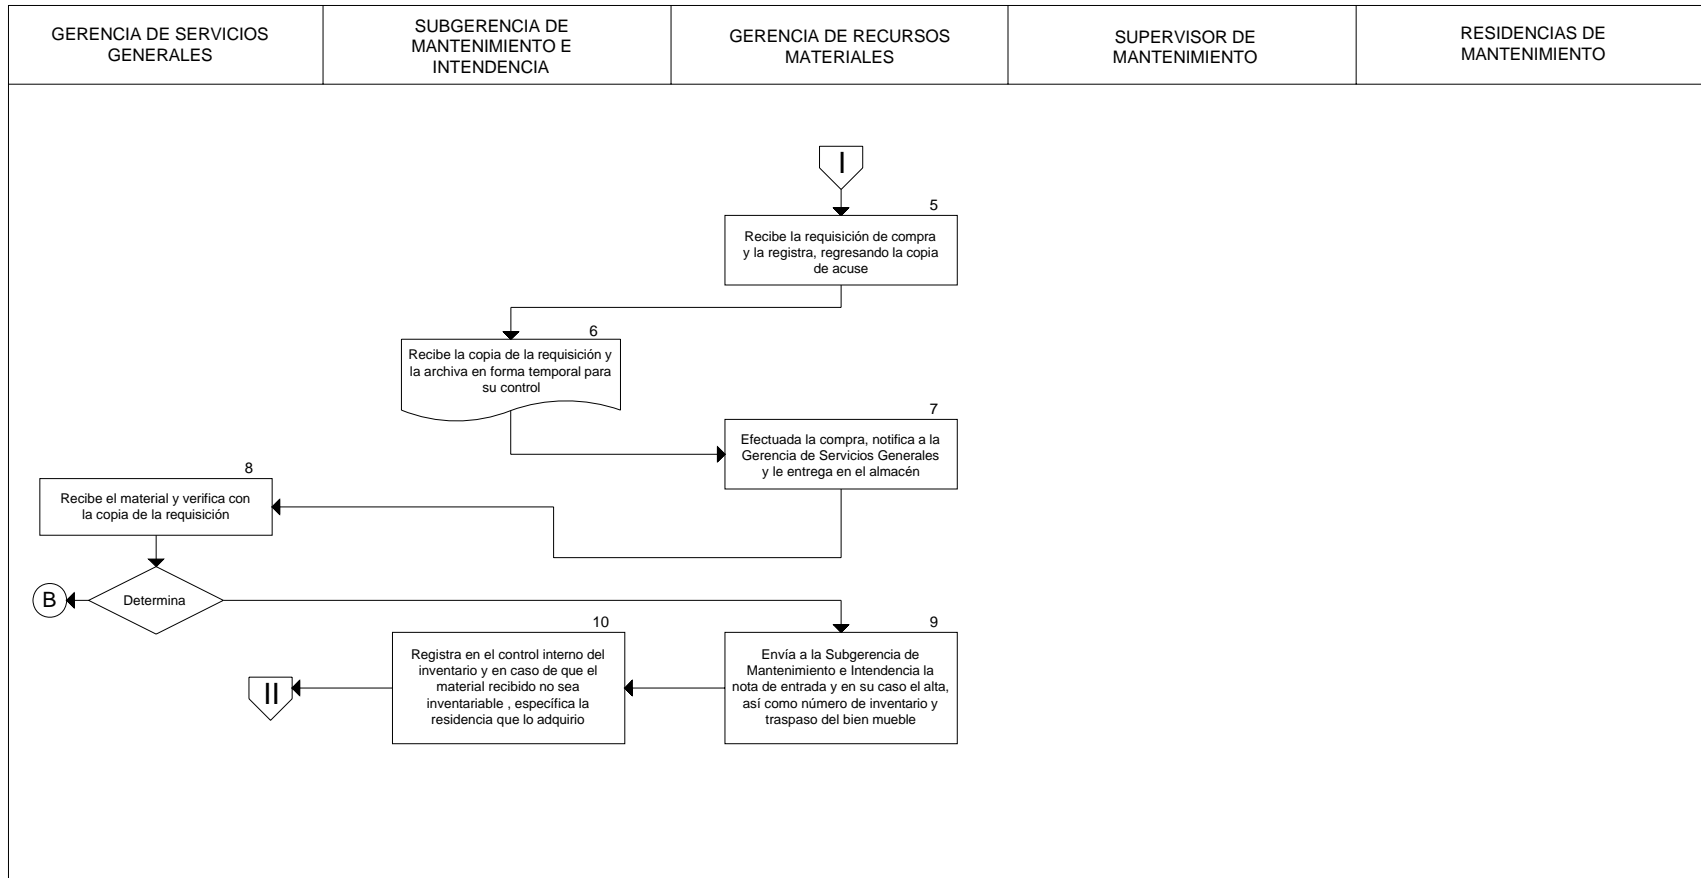 GERENCIA DE SERVICIOS
GENERALES
SUBGERENCIA DE
MANTENIMIENTO E
INTENDENCIA
GERENCIA DE RECURSOS
MATERIALES
SUPERVISOR DE
MANTENIMIENTO
RESIDENCIAS DE
MANTENIMIENTO
I
5
Recibe la requisición de compra
y la registra, regresando la copia
de acuse
6
Recibe la copia de la requisición y
la archiva en forma temporal para
su control
7
Efectuada la compra, notifica a la
Gerencia de Servicios Generales
y le entrega en el almacén
8
Recibe el material y verifica con
la copia de la requisición
B
Determina
9
Envía a la Subgerencia de
Mantenimiento e Intendencia la
nota de entrada y en su caso el alta,
así como número de inventario y
traspaso del bien mueble
10
Registra en el control interno del
inventario y en caso de que el
material recibido no sea
inventariable , específica la
residencia que lo adquirio
II